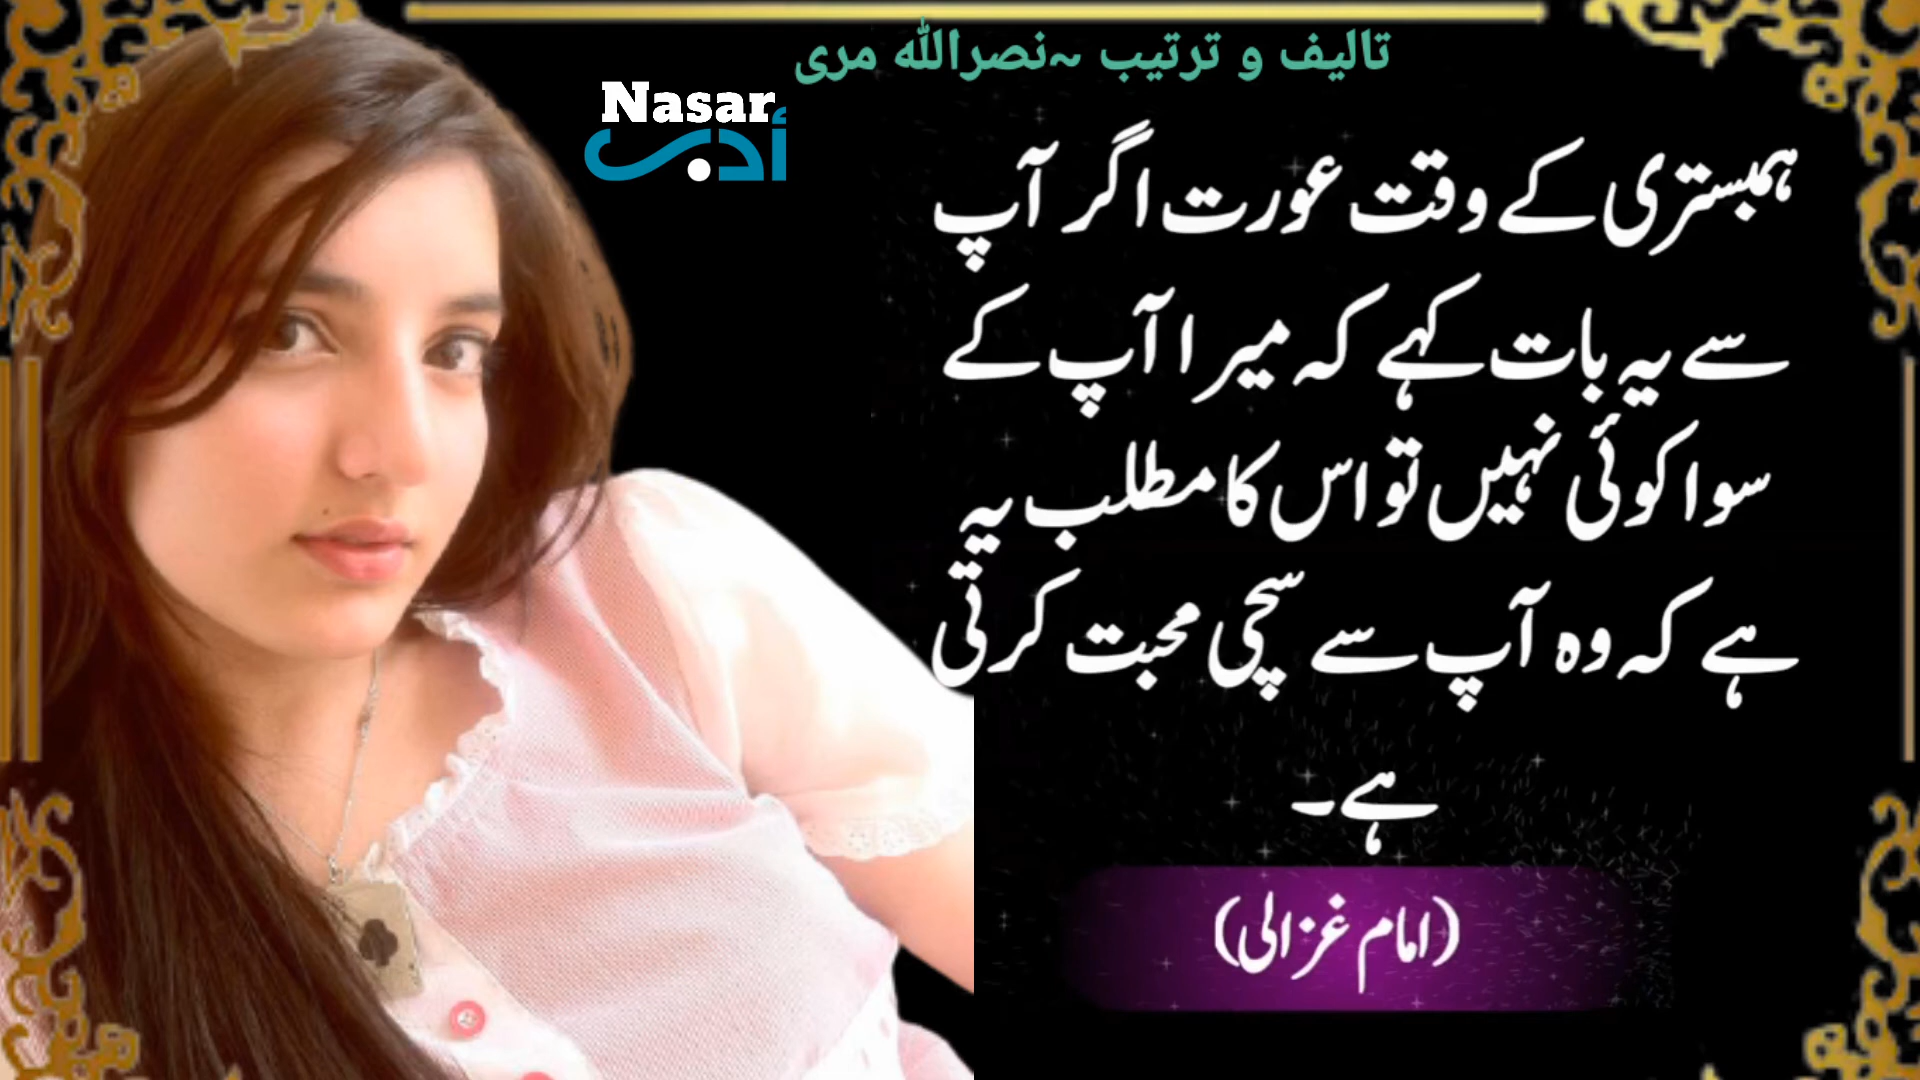 تالیف و ترتیب ~نصراللہ مری
Nasar
أدب
ہمبستری کے وقت عورت اگر آپ
سے یہ بات کہے کہ میرا آپ کے
سوا کوئی نہیں تو اس کا مطلب یہ
ہے کہ وہ آپ سے سچی محبت کرتی
ہے۔
(امام غزالی)